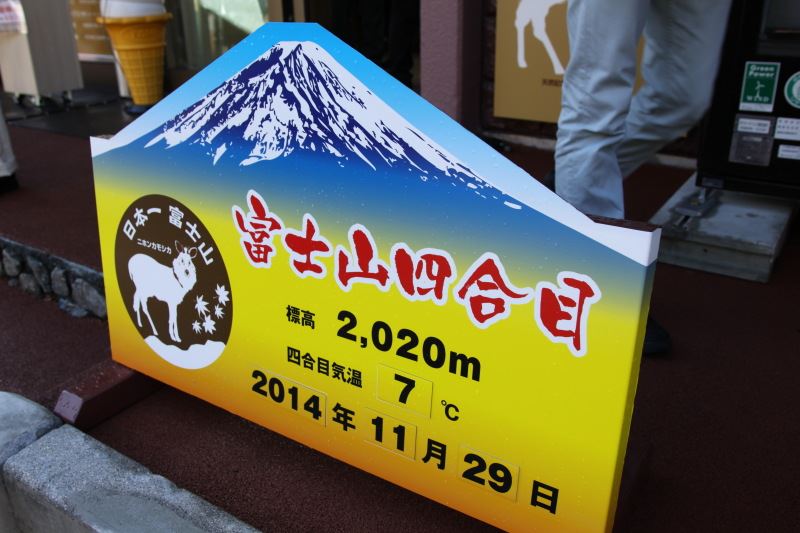 日本一 富士山
ニホンカモシカ
富士山四合目
標高 2,020m
四合目気温 7 ℃
2014年 11月 29日
Green
Power
WIND